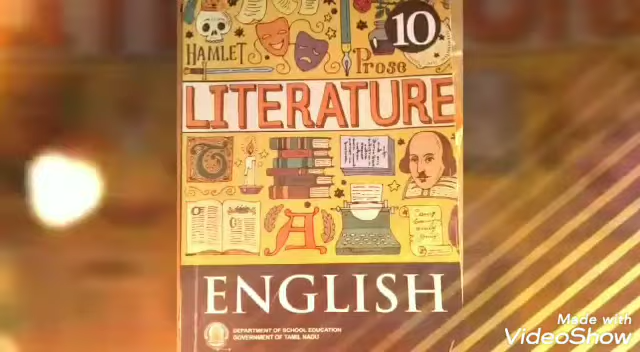 10
HAMLET
Prose
LITERATURE
T
A
ENGLISH
DEPARTMENT OF SCHOOL EDUCATION
GOVERNMENT OF TAMIL NADU
Made with
VideoShow